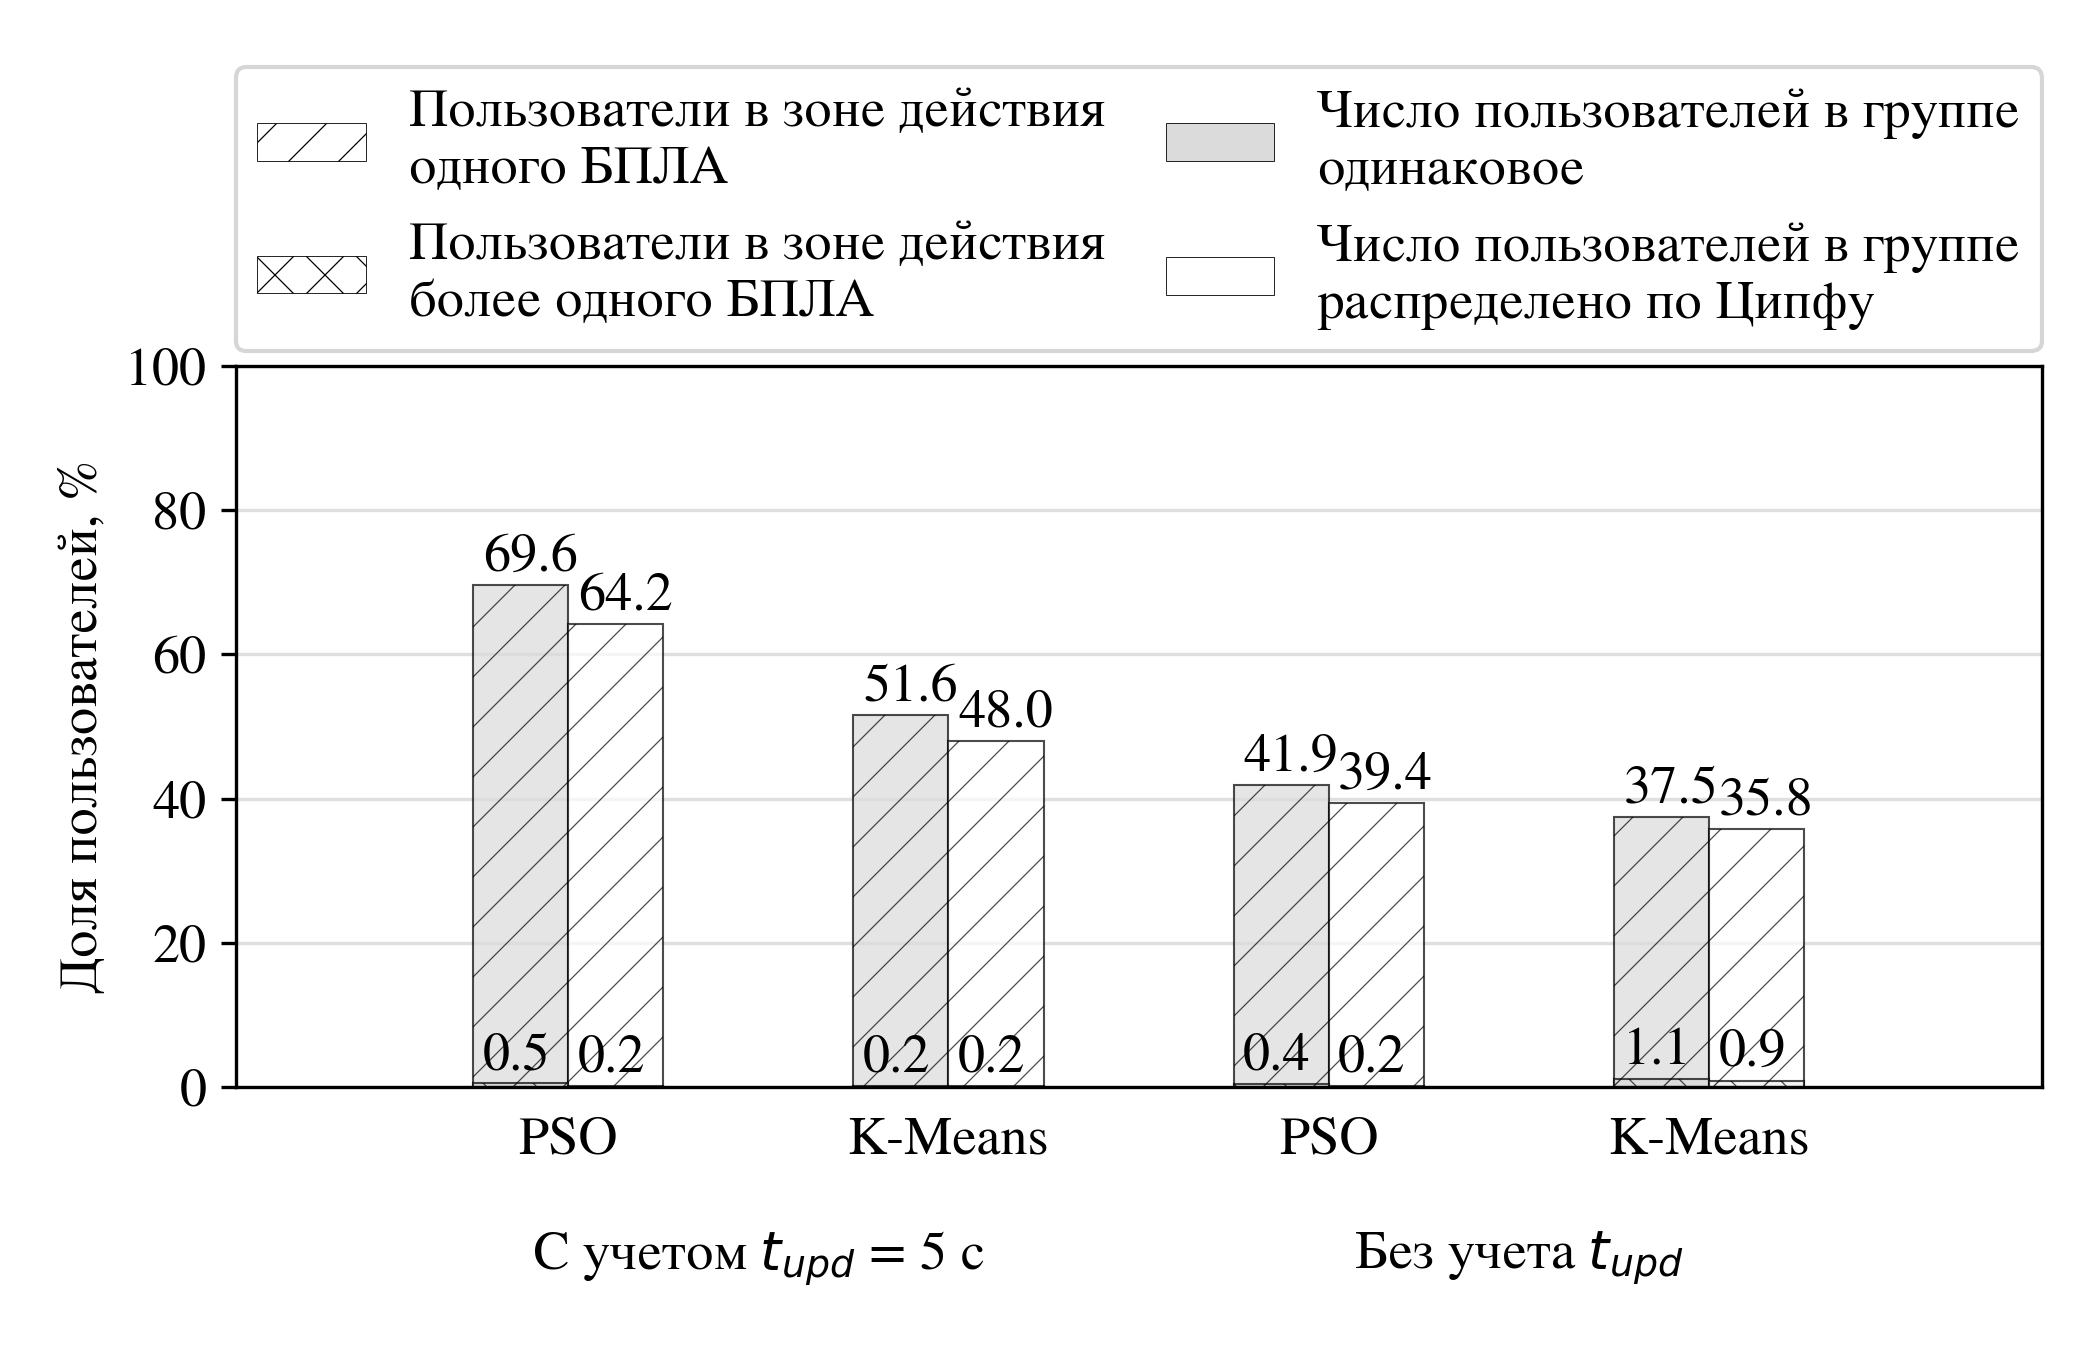 Пользователи в зоне действия
одного БПЛА
Пользователи в зоне действия
более одного БПЛА
Число пользователей в группе
одинаковое
Число пользователей в группе
распределено по Ципфу
Доля пользователей, %
100
80
60
40
20
0
69.6
64.2
51.6
48.0
41.9
39.4
37.5
35.8
0.5
0.2
0.2
0.2
0.4
0.2
1.1
0.9
PSO
K-Means
PSO
K-Means
С учетом t_upd = 5 с
Без учета t_upd